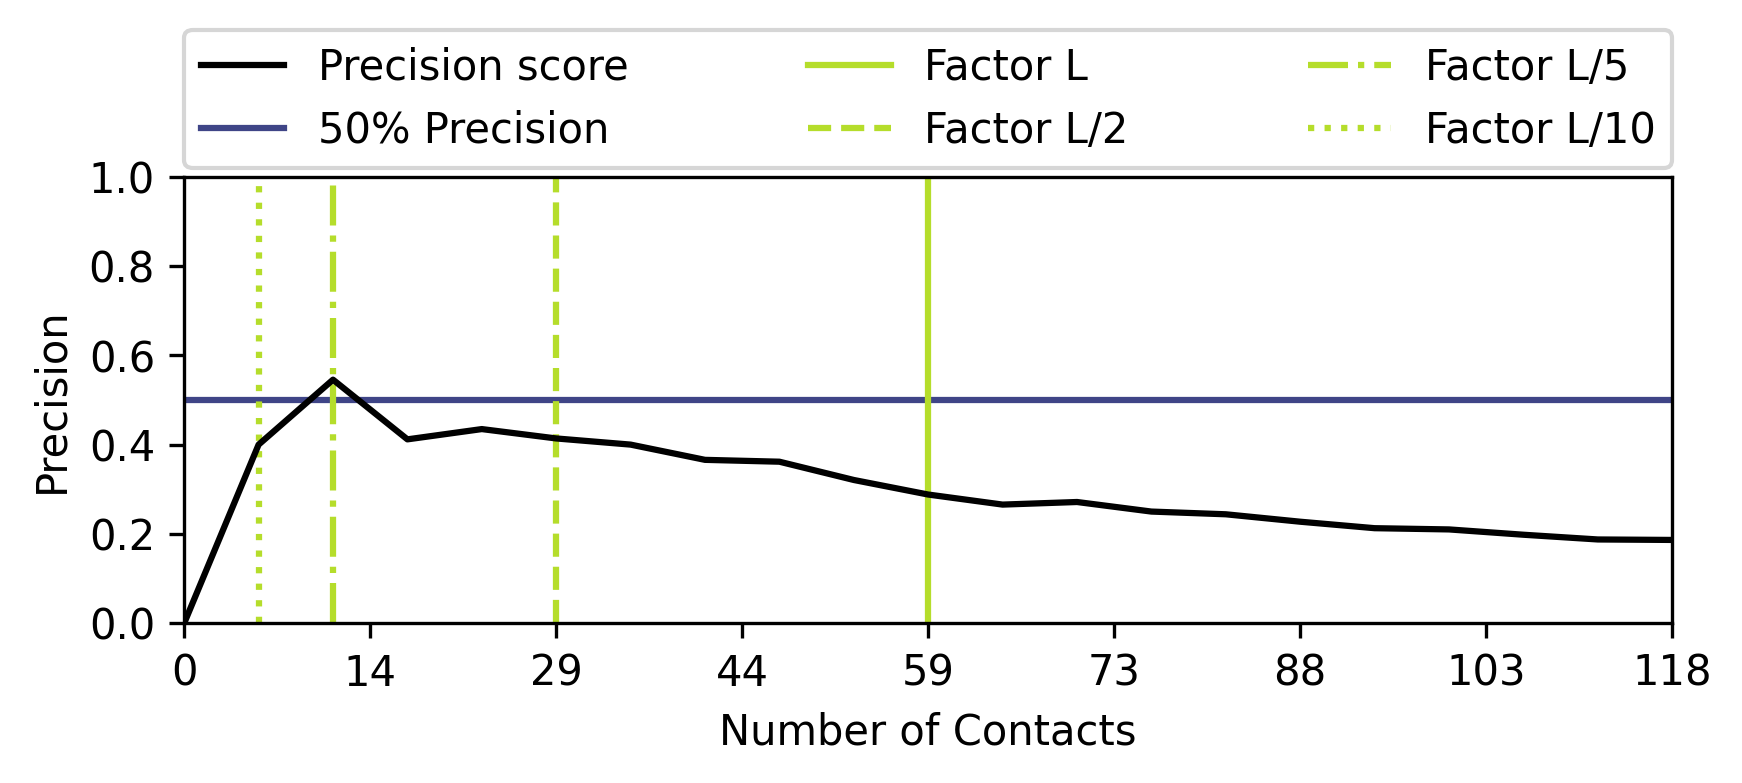 Precision score
50% Precision
Factor L
Factor L/2
Factor L/5
Factor L/10
1.0
0.8
0.6
0.4
0.2
0.0
Precision
0 14 29 44 59 73 88 103 118
Number of Contacts